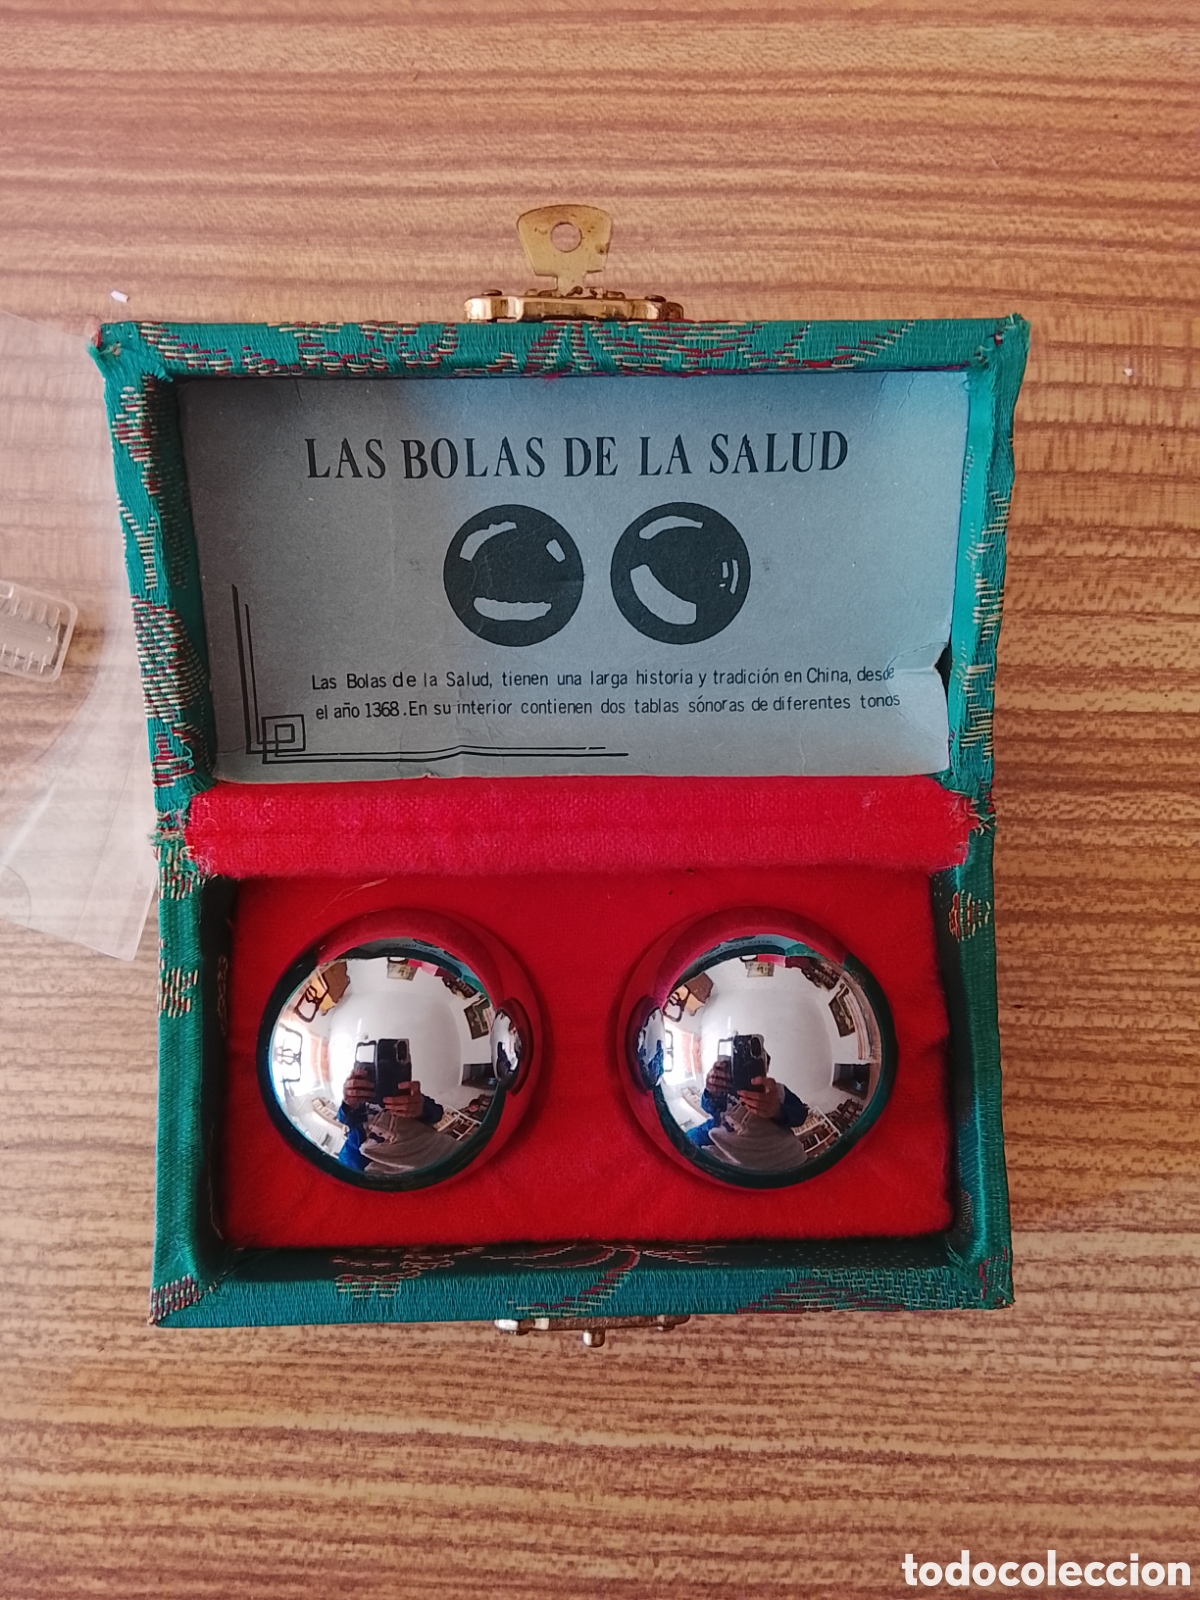 LAS BOLAS DE LA SALUD
Las Bolas de la Salud, tienen una larga historia y tradición en China, desde
el año 1368. En su interior contienen dos tablas sónoras de diferentes tonos
todocoleccion